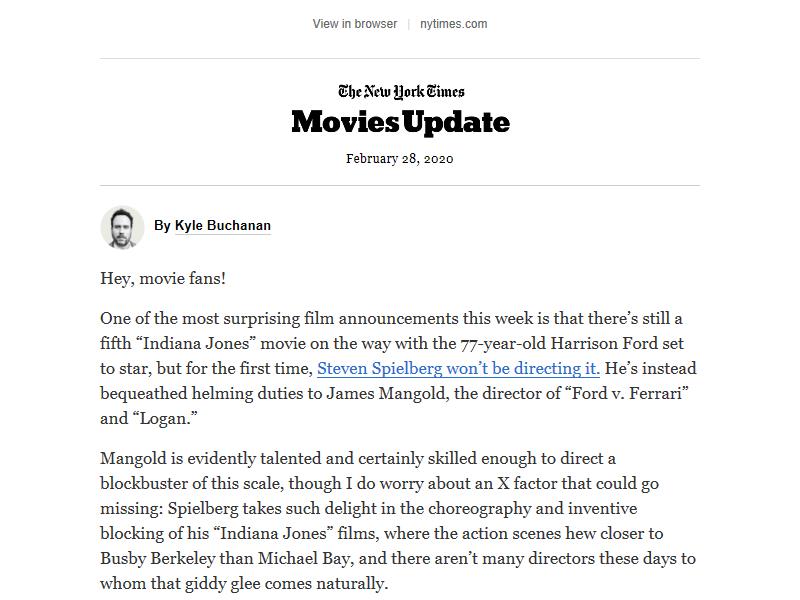 View in browser | nytimes.com
The New York Times
Movies Update
February 28, 2020
By Kyle Buchanan
Hey, movie fans!
One of the most surprising film announcements this week is that there’s still a
fifth “Indiana Jones” movie on the way with the 77-year-old Harrison Ford set
to star, but for the first time, Steven Spielberg won’t be directing it. He’s instead
bequeathed helming duties to James Mangold, the director of “Ford v. Ferrari”
and “Logan.”
Mangold is evidently talented and certainly skilled enough to direct a
blockbuster of this scale, though I do worry about an X factor that could go
missing: Spielberg takes such delight in the choreography and inventive
blocking of his “Indiana Jones” films, where the action scenes hew closer to
Busby Berkeley than Michael Bay, and there aren’t many directors these days to
whom that giddy glee comes naturally.